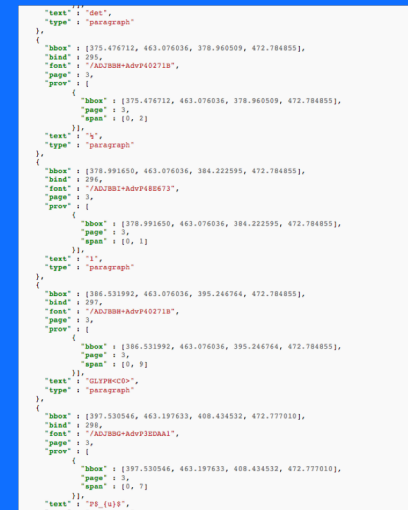 }],
"text" : "det",
"type" : "paragraph"
},
{
"bbox" : [375.476712, 463.076036, 378.960509, 472.784855],
"bind" : 295,
"font" : "/ADJBBH+AdvP40271B",
"page" : 3,
"prov" : [
{
"bbox" : [375.476712, 463.076036, 378.960509, 472.784855],
"page" : 3,
"span" : [0, 2]
}],
"text" : "½",
"type" : "paragraph"
},
{
"bbox" : [378.991650, 463.076036, 384.222595, 472.784855],
"bind" : 296,
"font" : "/ADJBBI+AdvP48E673",
"page" : 3,
"prov" : [
{
"bbox" : [378.991650, 463.076036, 384.222595, 472.784855],
"page" : 3,
"span" : [0, 1]
}],
"text" : "1",
"type" : "paragraph"
},
{
"bbox" : [386.531992, 463.076036, 395.246764, 472.784855],
"bind" : 297,
"font" : "/ADJBBH+AdvP40271B",
"page" : 3,
"prov" : [
{
"bbox" : [386.531992, 463.076036, 395.246764, 472.784855],
"page" : 3,
"span" : [0, 9]
}],
"text" : "GLYPH<C0>",
"type" : "paragraph"
},
{
"bbox" : [397.530546, 463.197633, 408.434532, 472.777010],
"bind" : 298,
"font" : "/ADJBBG+AdvP3EDAA1",
"page" : 3,
"prov" : [
{
"bbox" : [397.530546, 463.197633, 408.434532, 472.777010],
"page" : 3,
"span" : [0, 7]
}],
"text" : "P$_{u}$",